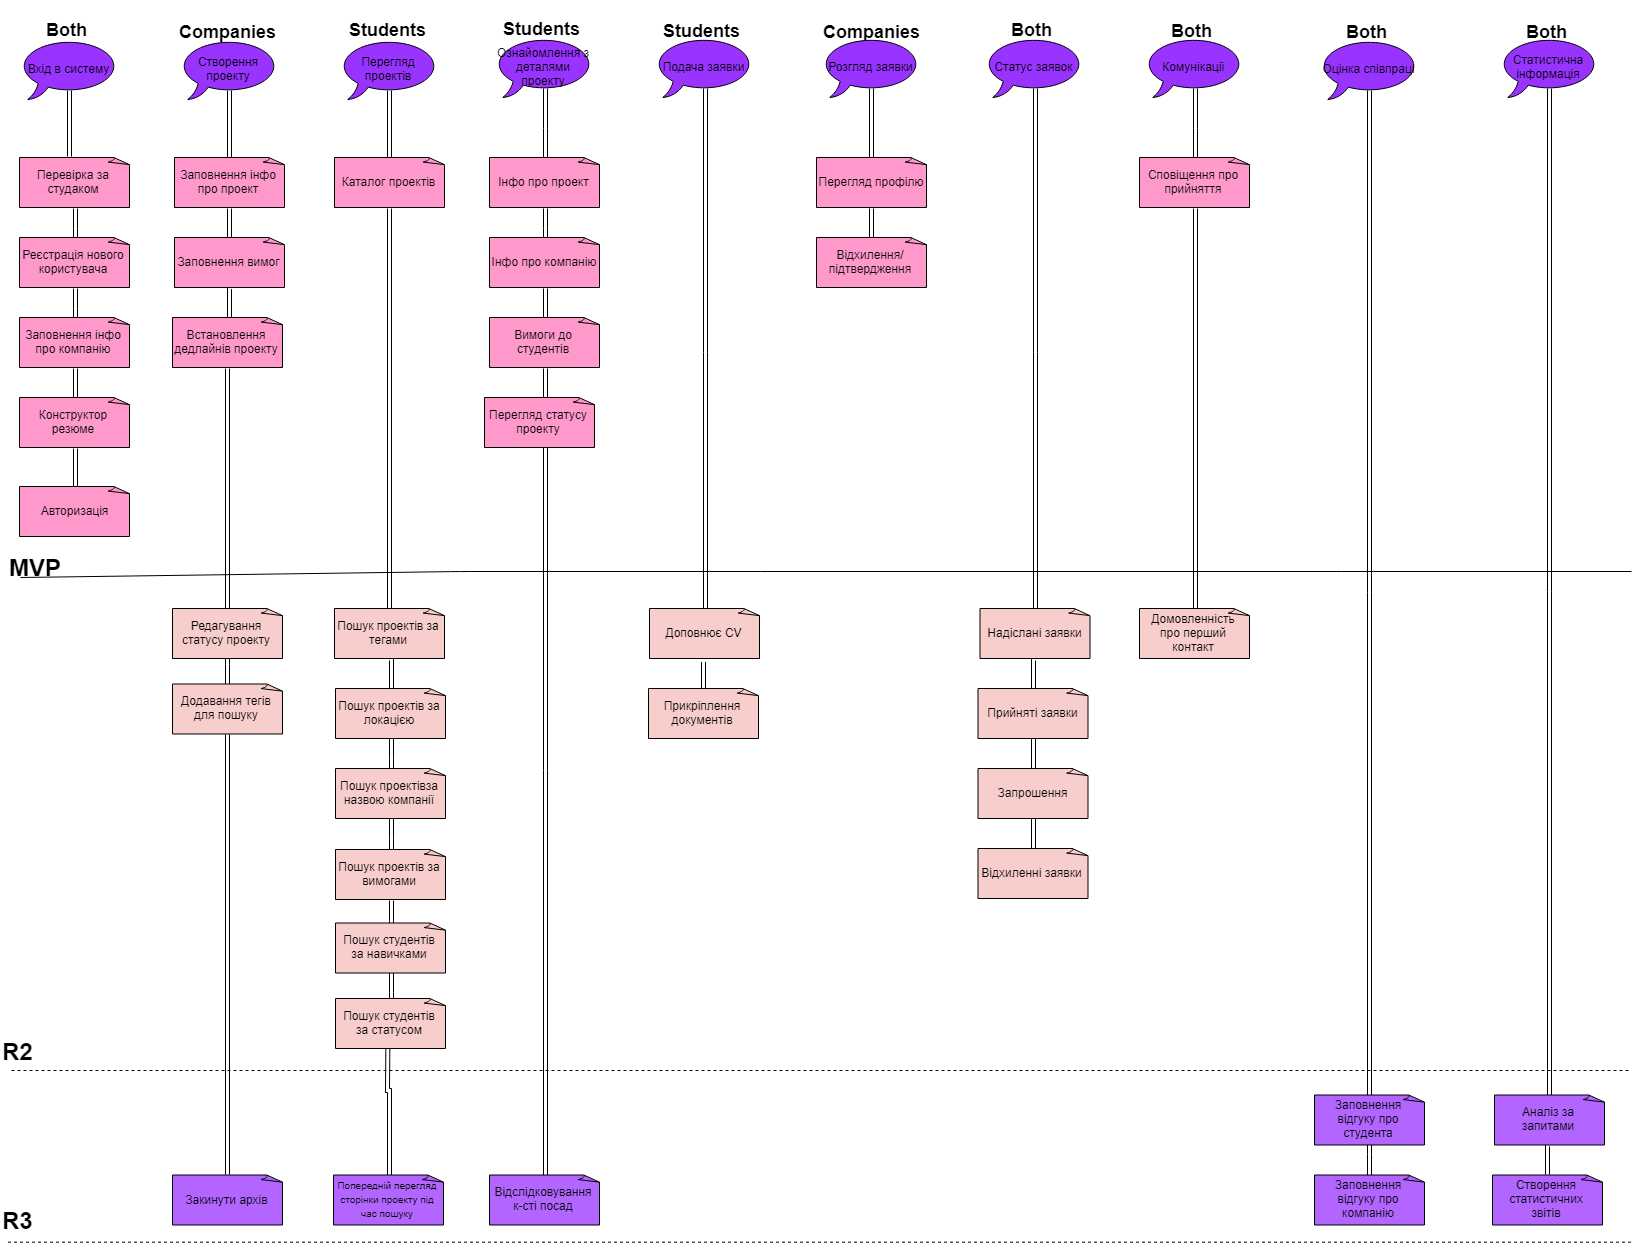 Both
Companies
Students
Students
Students
Companies
Both
Both
Both
Both
Вхід в систему
Створення
проекту
Перегляд
проектів
Ознайомлення з
деталями
проекту
Подача заявки
Розгляд заявки
Статус заявок
Комунікації
Оцінка співпраці
Статистична
інформація
Перевірка за
студаком
Заповнення інфо
про проект
Каталог проектів
Інфо про проект
Перегляд профілю
Сповіщення про
прийняття
Реєстрація нового
користувача
Заповнення вимог
Інфо про компанію
Відхилення/
підтвердження
Заповнення інфо
про компанію
Встановлення
дедлайнів проекту
Вимоги до
студентів
Конструктор
резюме
Перегляд статусу
проекту
Авторизація
MVP
Редагування
статусу проекту
Пошук проектів за
тегами
Доповнює CV
Надіслані заявки
Домовленність
про перший
контакт
Додавання тегів
для пошуку
Пошук проектів за
локацією
Прикріплення
документів
Прийняті заявки
Пошук проектівза
назвою компанії
Запрошення
Пошук проектів за
вимогами
Відхиленні заявки
Пошук студентів
за навичками
Пошук студентів
за статусом
R2
Заповнення
відгуку про
студента
Аналіз за
запитами
Закинути архів
Попередній перегляд
сторінки проекту під
час пошуку
Відслідковування
к-сті посад
Заповнення
відгуку про
компанію
Створення
статистичних
звітів
R3